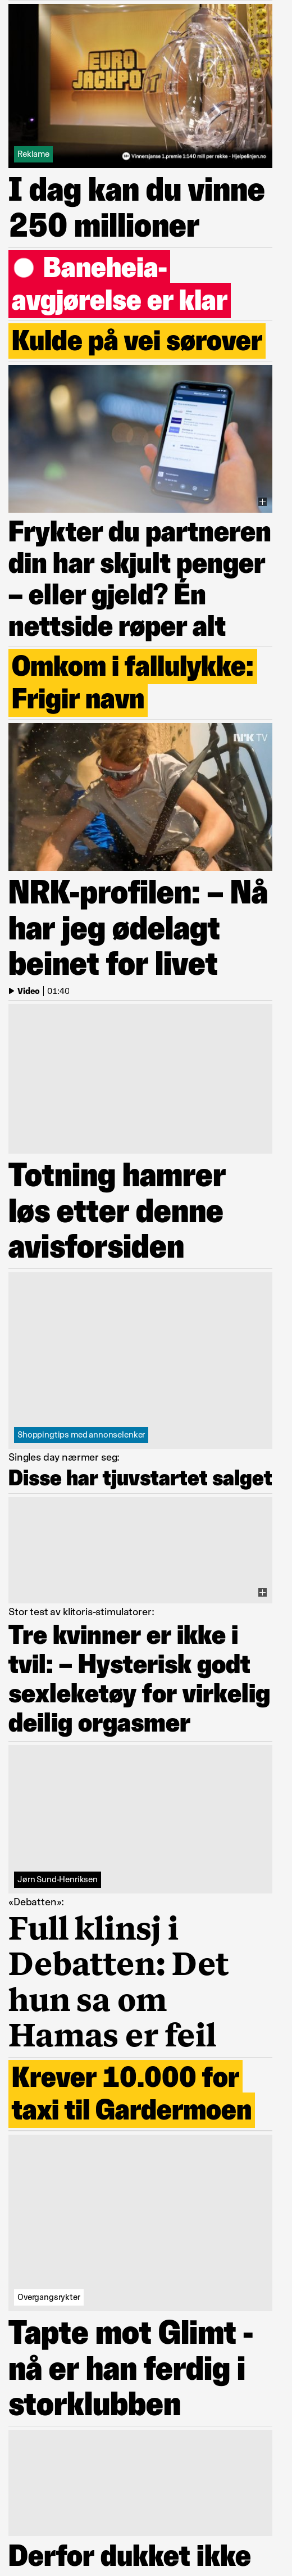 EURO
JACKPOT
Reklame
Vinnersjanse 1.premie 1:140 mill per rekke - Hjelpelinjen.no
I dag kan du vinne
250 millioner
Baneheia-
avgjørelse er klar
Kulde på vei sørover
Frykter du partneren
din har skjult penger
– eller gjeld? Én
nettside røper alt
Omkom i fallulykke:
Frigir navn
NRK TV
NRK-profilen: – Nå
har jeg ødelagt
beinet for livet
Video | 01:40
Totning hamrer
løs etter denne
avisforsiden
Shoppingtips med annonselenker
Singles day nærmer seg:
Disse har tjuvstartet salget
Stor test av klitoris-stimulatorer:
Tre kvinner er ikke i
tvil: – Hysterisk godt
sexleketøy for virkelig
deilig orgasmer
Jørn Sund-Henriksen
«Debatten»:
Full klinsj i
Debatten: Det
hun sa om
Hamas er feil
Krever 10.000 for
taxi til Gardermoen
Overgangsrykter
Tapte mot Glimt -
nå er han ferdig i
storklubben
Derfor dukket ikke